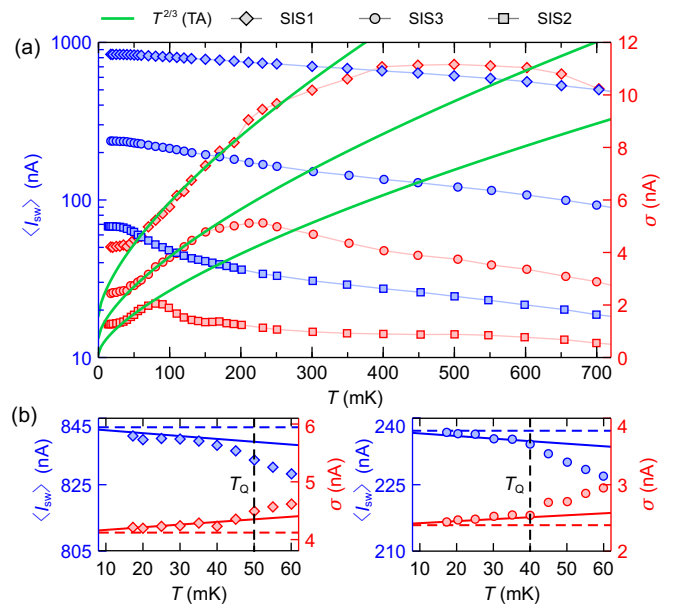 T^{2/3} (TA) SIS1 SIS3 SIS2
(a)
1000
100
10
⟨I_sw⟩ (nA)
12
10
8
6
4
2
0
σ (nA)
0 100 200 300 400 500 600 700
T (mK)
(b)
845
825
805
⟨I_sw⟩ (nA)
6
5
4
σ (nA)
T_Q
10 20 30 40 50 60
T (mK)
240
225
210
⟨I_sw⟩ (nA)
4
3
2
σ (nA)
T_Q
10 20 30 40 50 60
T (mK)